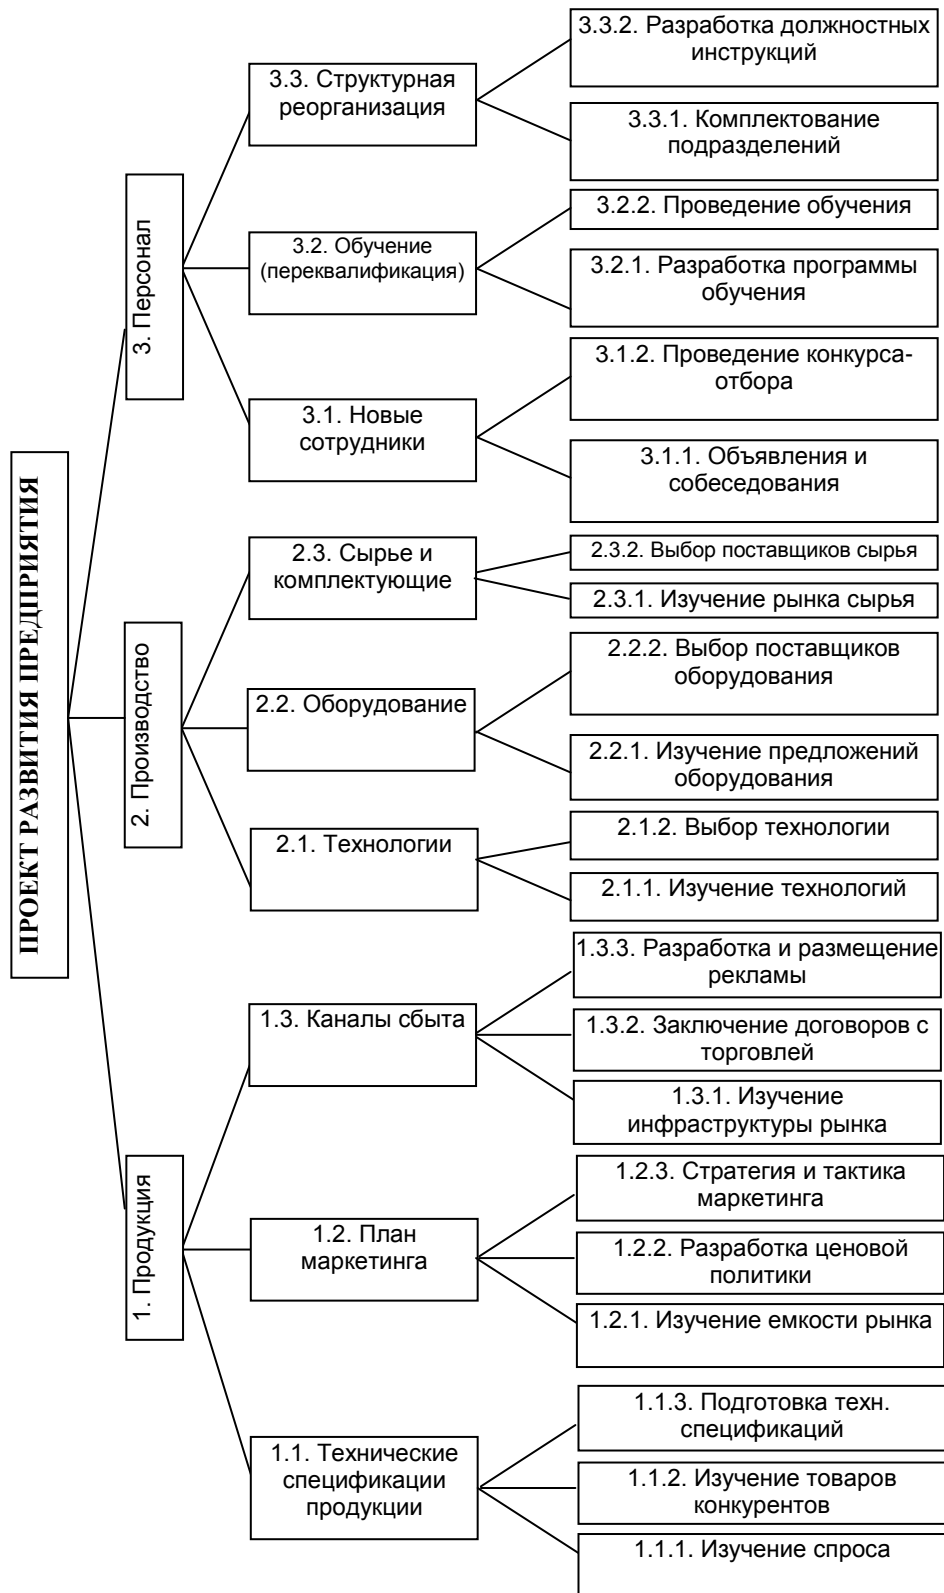 ПРОЕКТ РАЗВИТИЯ ПРЕДПРИЯТИЯ
3. Персонал
3.3. Структурная
реорганизация
3.3.2. Разработка должностных
инструкций
3.3.1. Комплектование
подразделений
3.2. Обучение
(переквалификация)
3.2.2. Проведение обучения
3.2.1. Разработка программы
обучения
3.1. Новые
сотрудники
3.1.2. Проведение конкурса-
отбора
3.1.1. Объявления и
собеседования
2. Производство
2.3. Сырье и
комплектующие
2.3.2. Выбор поставщиков сырья
2.3.1. Изучение рынка сырья
2.2. Оборудование
2.2.2. Выбор поставщиков
оборудования
2.2.1. Изучение предложений
оборудования
2.1. Технологии
2.1.2. Выбор технологии
2.1.1. Изучение технологий
1. Продукция
1.3. Каналы сбыта
1.3.3. Разработка и размещение
рекламы
1.3.2. Заключение договоров с
торговлей
1.3.1. Изучение
инфраструктуры рынка
1.2. План
маркетинга
1.2.3. Стратегия и тактика
маркетинга
1.2.2. Разработка ценовой
политики
1.2.1. Изучение емкости рынка
1.1. Технические
спецификации
продукции
1.1.3. Подготовка техн.
спецификаций
1.1.2. Изучение товаров
конкурентов
1.1.1. Изучение спроса